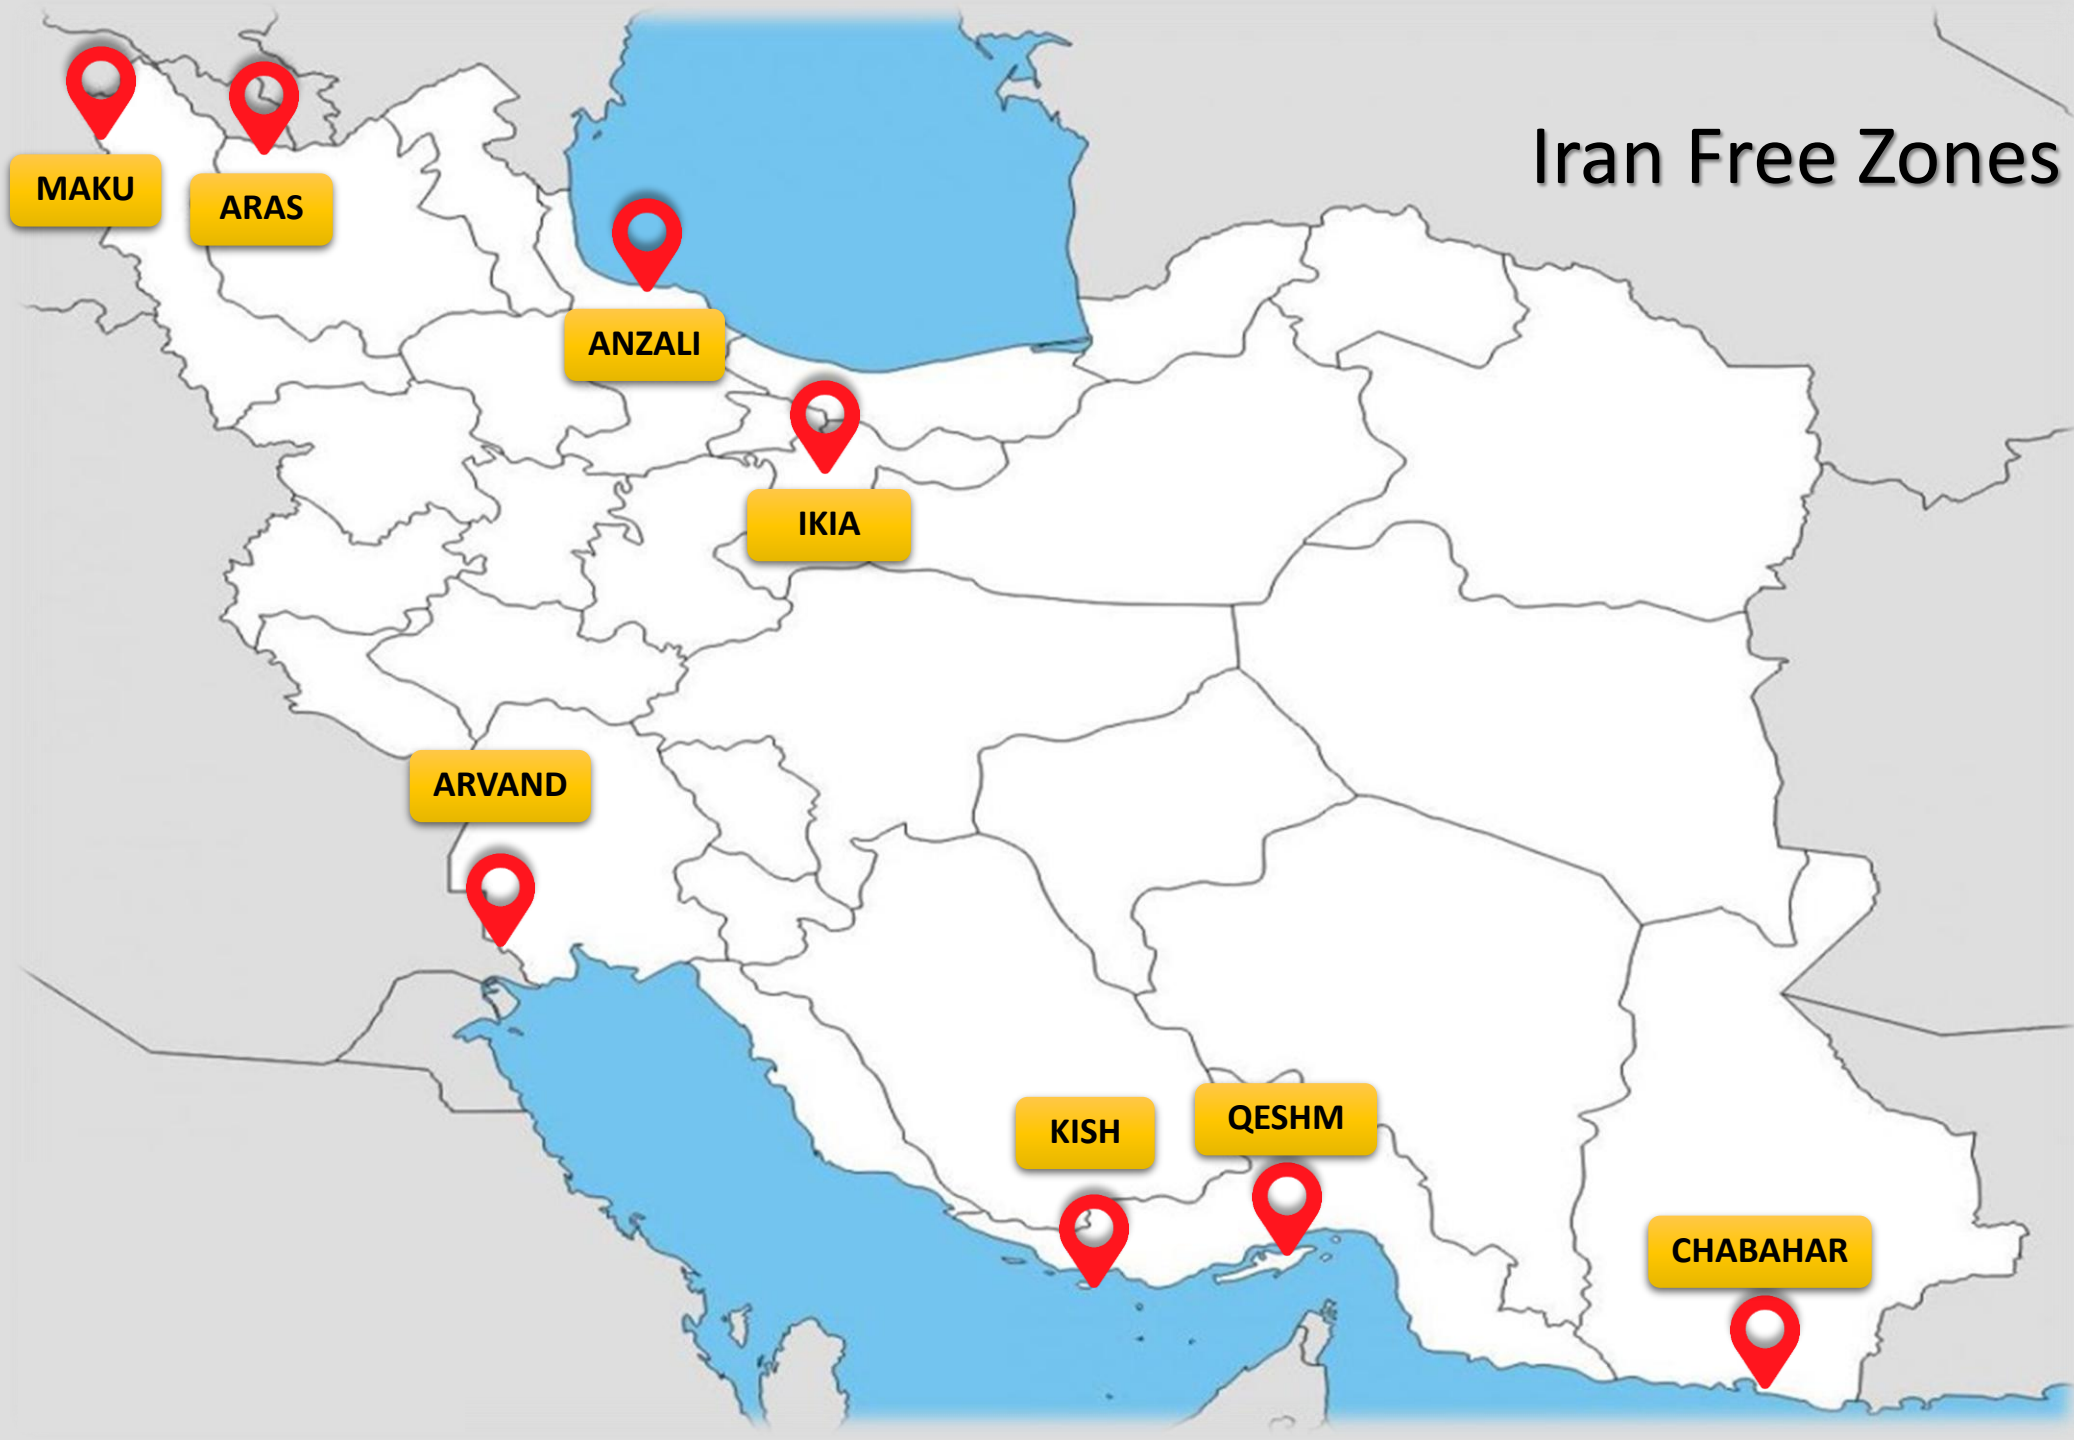 Iran Free Zones
MAKU
ARAS
ANZALI
IKIA
ARVAND
KISH
QESHM
CHABAHAR